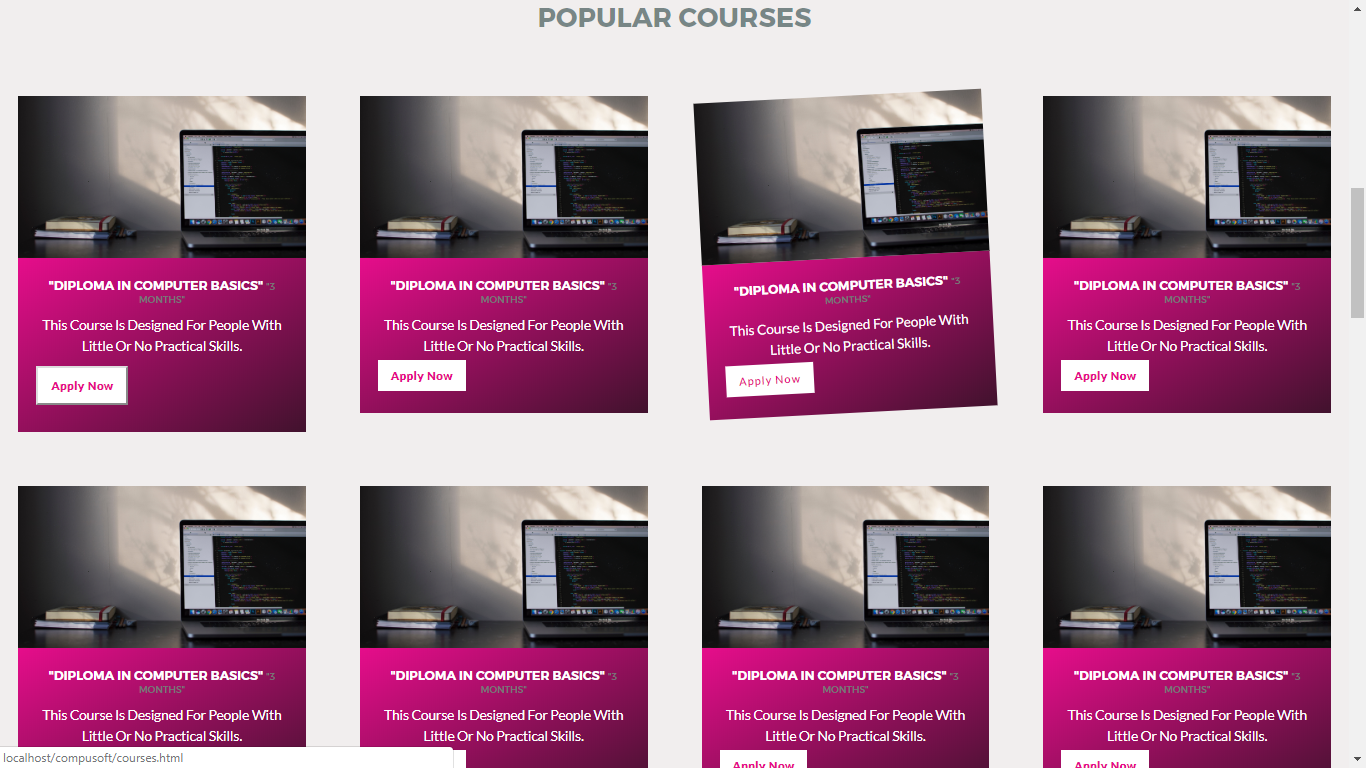 POPULAR COURSES
"DIPLOMA IN COMPUTER BASICS" "3
MONTHS"
This Course Is Designed For People With
Little Or No Practical Skills.
Apply Now
"DIPLOMA IN COMPUTER BASICS" "3
MONTHS"
This Course Is Designed For People With
Little Or No Practical Skills.
Apply Now
"DIPLOMA IN COMPUTER BASICS" "3
MONTHS"
This Course Is Designed For People With
Little Or No Practical Skills.
Apply Now
"DIPLOMA IN COMPUTER BASICS" "3
MONTHS"
This Course Is Designed For People With
Little Or No Practical Skills.
Apply Now
"DIPLOMA IN COMPUTER BASICS" "3
MONTHS"
This Course Is Designed For People With
Little Or No Practical Skills.
"DIPLOMA IN COMPUTER BASICS" "3
MONTHS"
This Course Is Designed For People With
Little Or No Practical Skills.
"DIPLOMA IN COMPUTER BASICS" "3
MONTHS"
This Course Is Designed For People With
Little Or No Practical Skills.
Apply Now
"DIPLOMA IN COMPUTER BASICS" "3
MONTHS"
This Course Is Designed For People With
Little Or No Practical Skills.
Apply Now
localhost/compusoft/courses.html